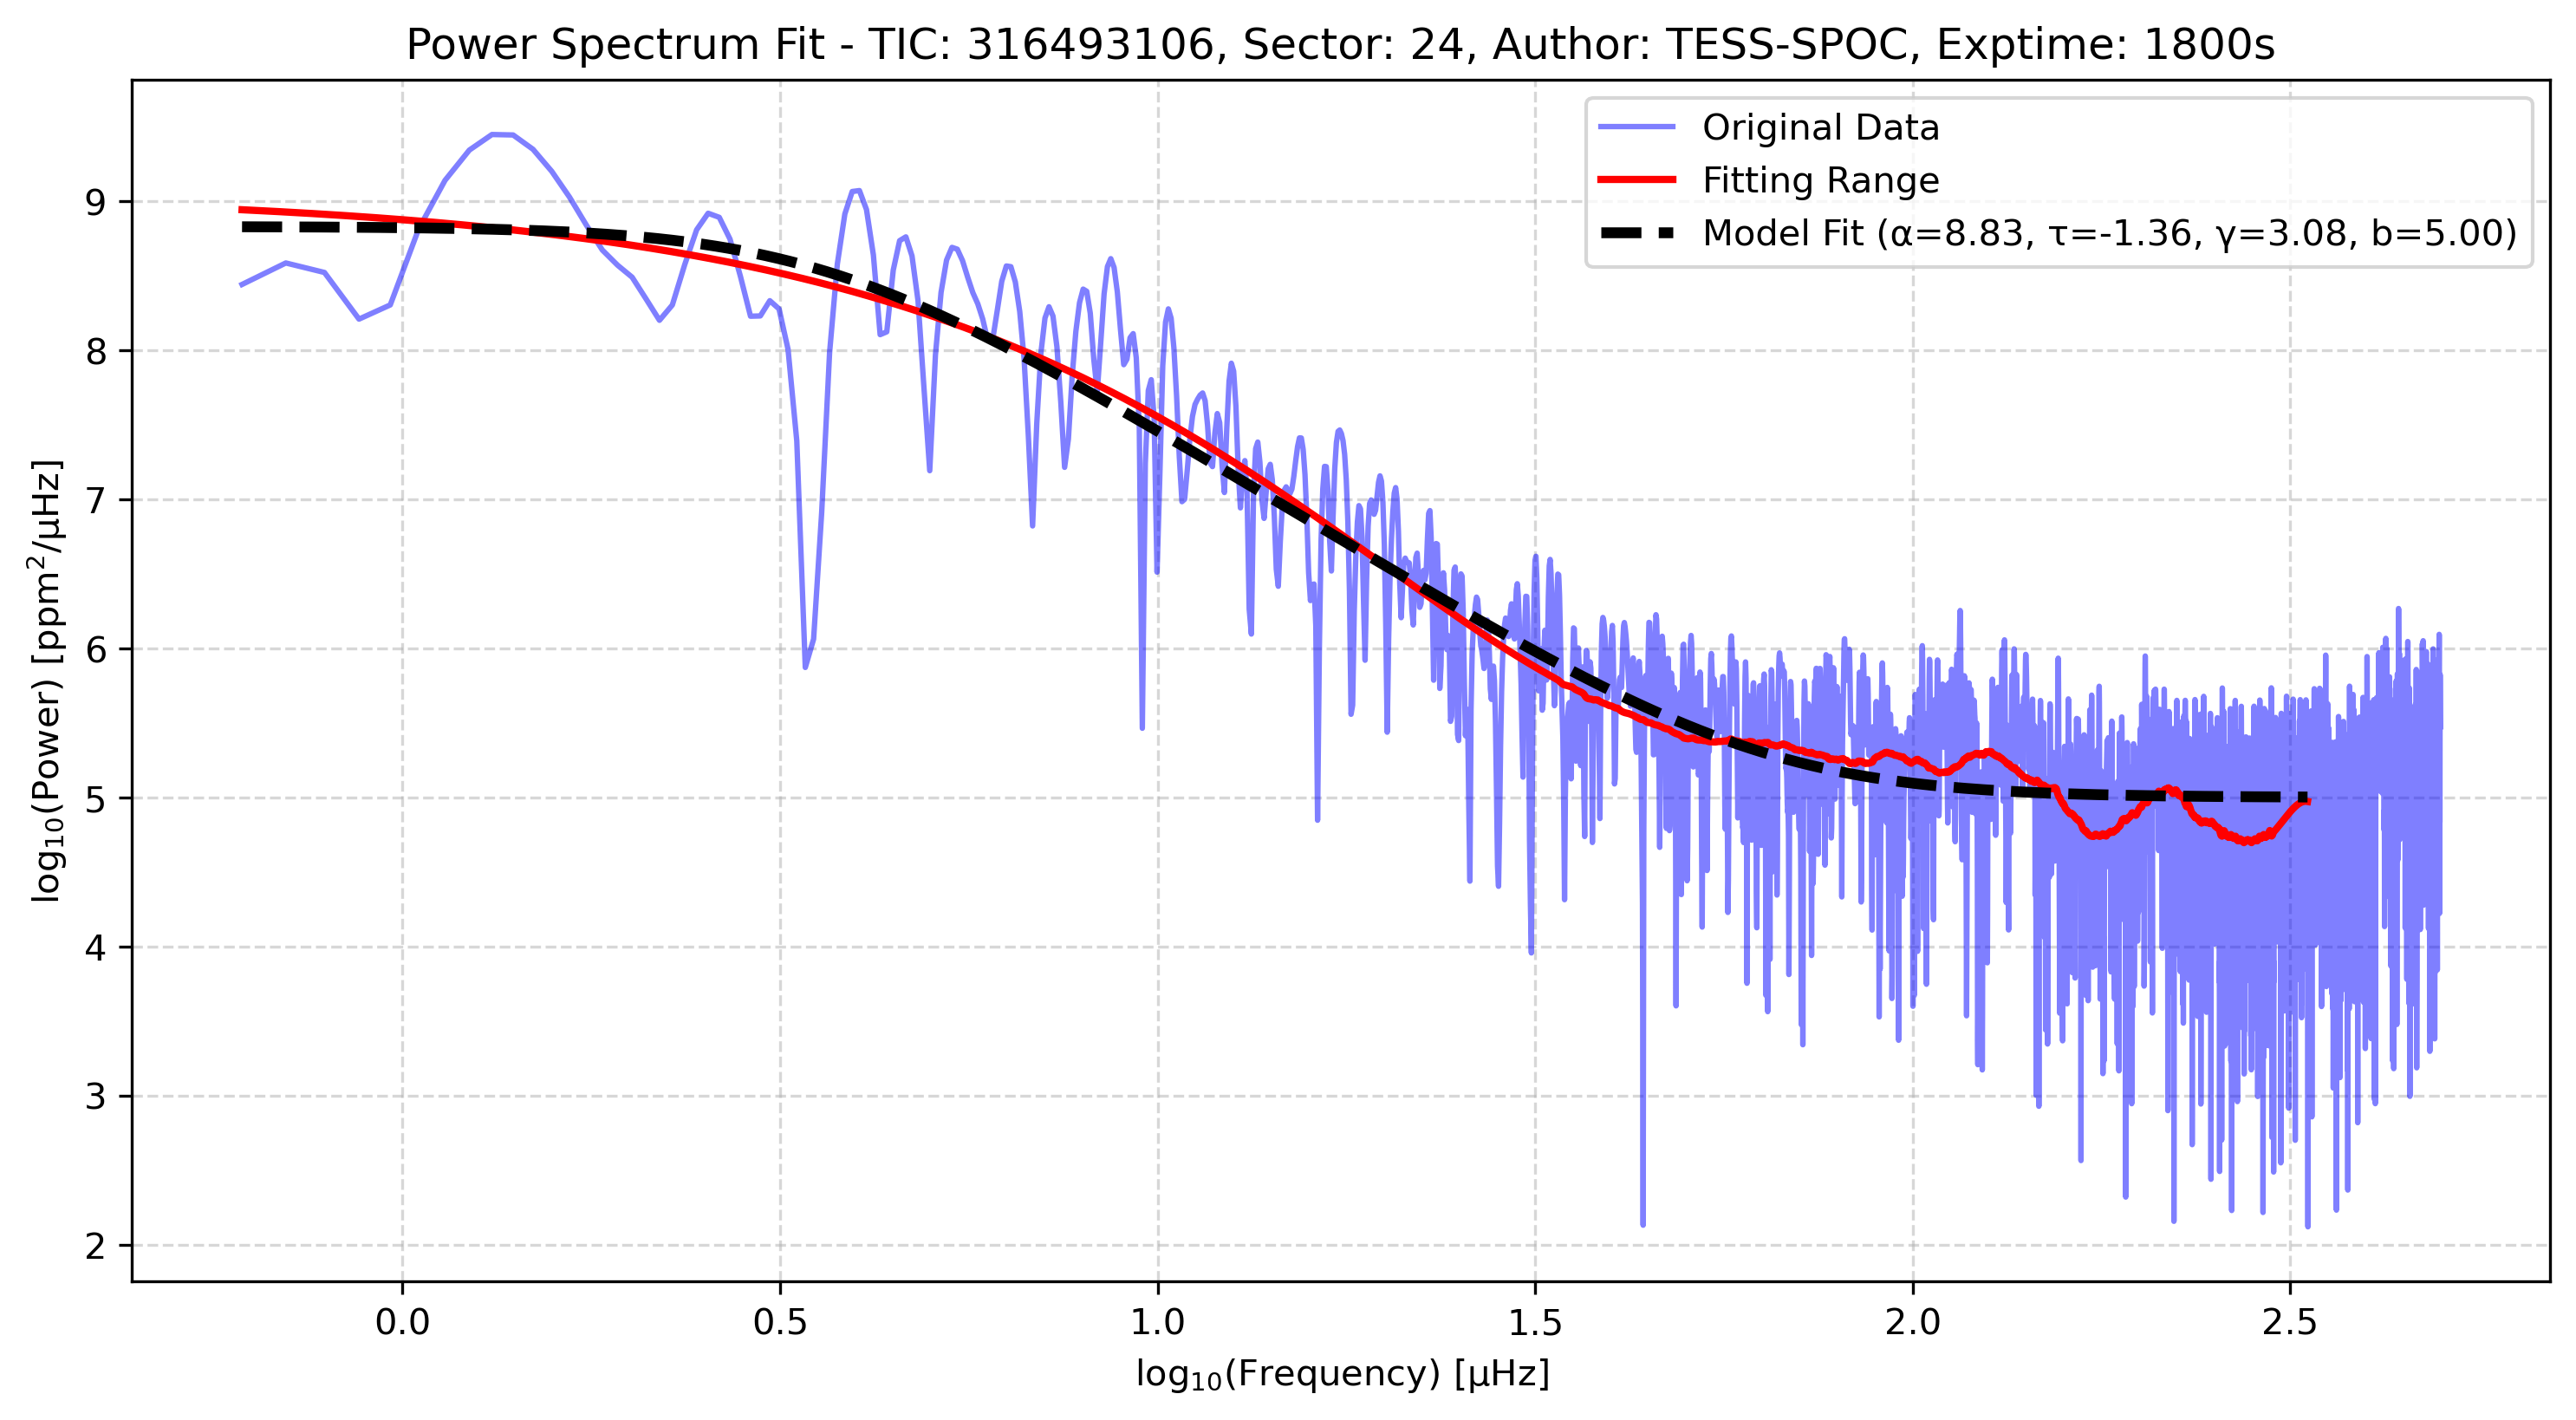 Power Spectrum Fit - TIC: 316493106, Sector: 24, Author: TESS-SPOC, Exptime: 1800s
Original Data
Fitting Range
Model Fit (α=8.83, τ=-1.36, γ=3.08, b=5.00)
log₁₀(Power) [ppm²/μHz]
9
8
7
6
5
4
3
2
0.0 0.5 1.0 1.5 2.0 2.5
log₁₀(Frequency) [μHz]